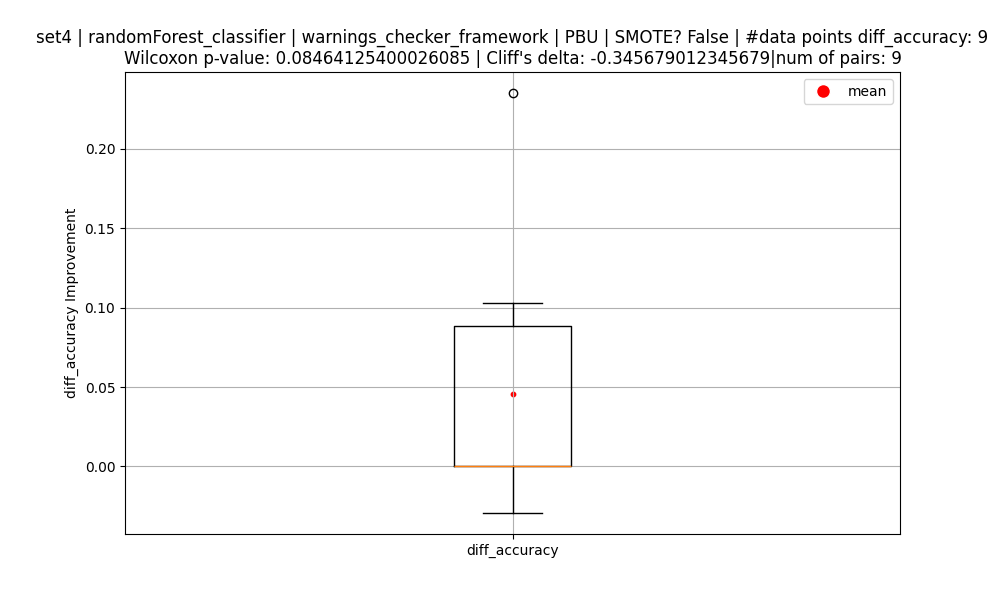 set4 | randomForest_classifier | warnings_checker_framework | PBU | SMOTE? False | #data points diff_accuracy: 9
Wilcoxon p-value: 0.08464125400026085 | Cliff's delta: -0.345679012345679|num of pairs: 9
mean
0.20
0.15
0.10
0.05
0.00
diff_accuracy Improvement
diff_accuracy